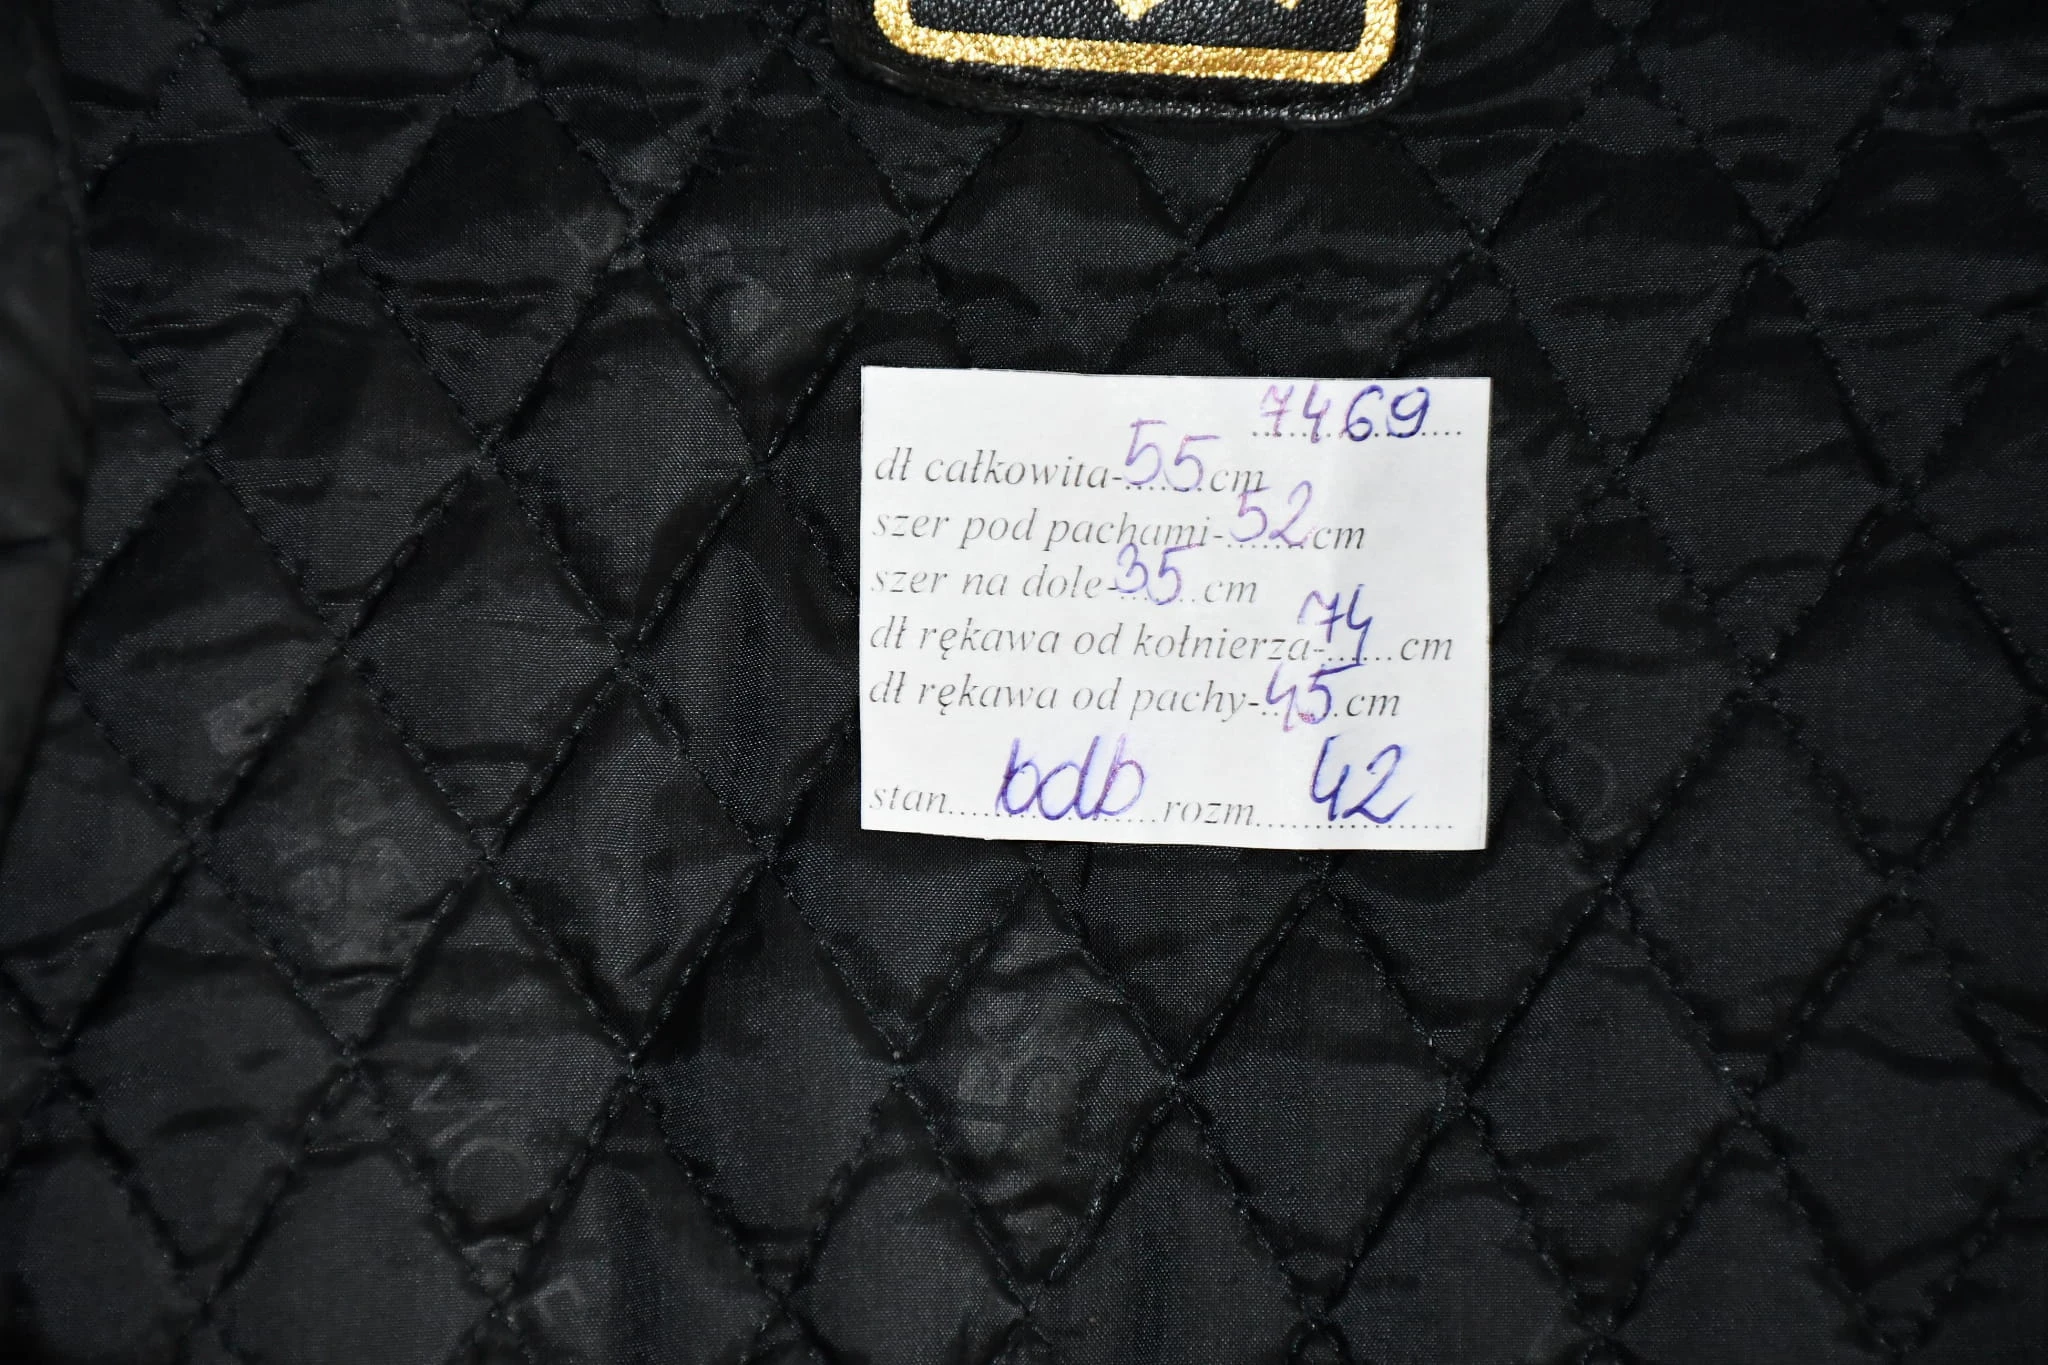 7469
dł całkowita-55cm
szer pod pachami-52cm
szer na dole-35cm
dł rękawa od kołnierza-74cm
dł rękawa od pachy-45cm
stan bdb rozm 42